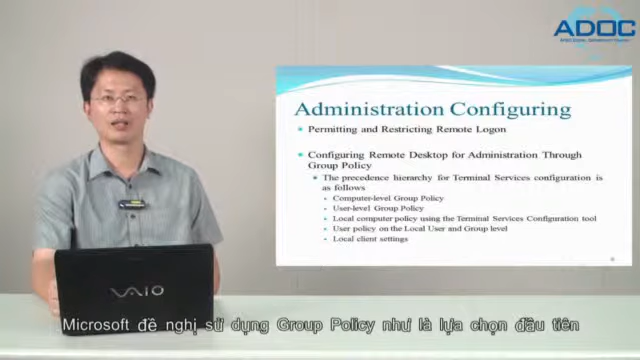 ADOC
Administration Configuring
Permitting and Restricting Remote Logon
Configuring Remote Desktop for Administration Through
Group Policy
The precedence hierarchy for Terminal Services configuration is
as follows
Computer-level Group Policy
User-level Group Policy
Local computer policy using the Terminal Services Configuration tool
User policy on the Local User and Group level
Local client settings
VAIO
Microsoft đề nghị sử dụng Group Policy như là lựa chọn đầu tiên